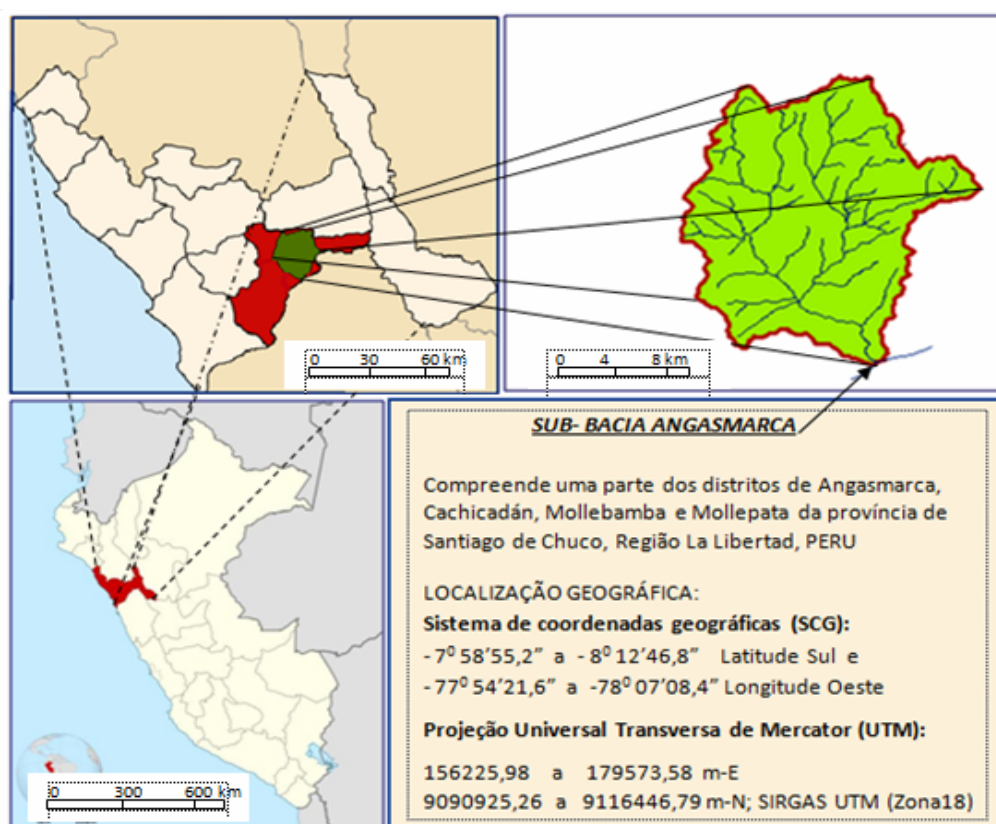 0 30 60 km
0 4 8 km
SUB- BACIA ANGASMARCA
Compreende uma parte dos distritos de Angasmarca,
Cachicadán, Mollebamba e Mollepata da província de
Santiago de Chuco, Região La Libertad, PERU
LOCALIZAÇÃO GEOGRÁFICA:
Sistema de coordenadas geográficas (SCG):
- 7⁰ 58’55,2” a - 8⁰ 12’46,8” Latitude Sul e
- 77⁰ 54’21,6” a -78⁰ 07’08,4” Longitude Oeste
Projeção Universal Transversa de Mercator (UTM):
156225,98 a 179573,58 m-E
9090925,26 a 9116446,79 m-N; SIRGAS UTM (Zona18)
0 300 600 km